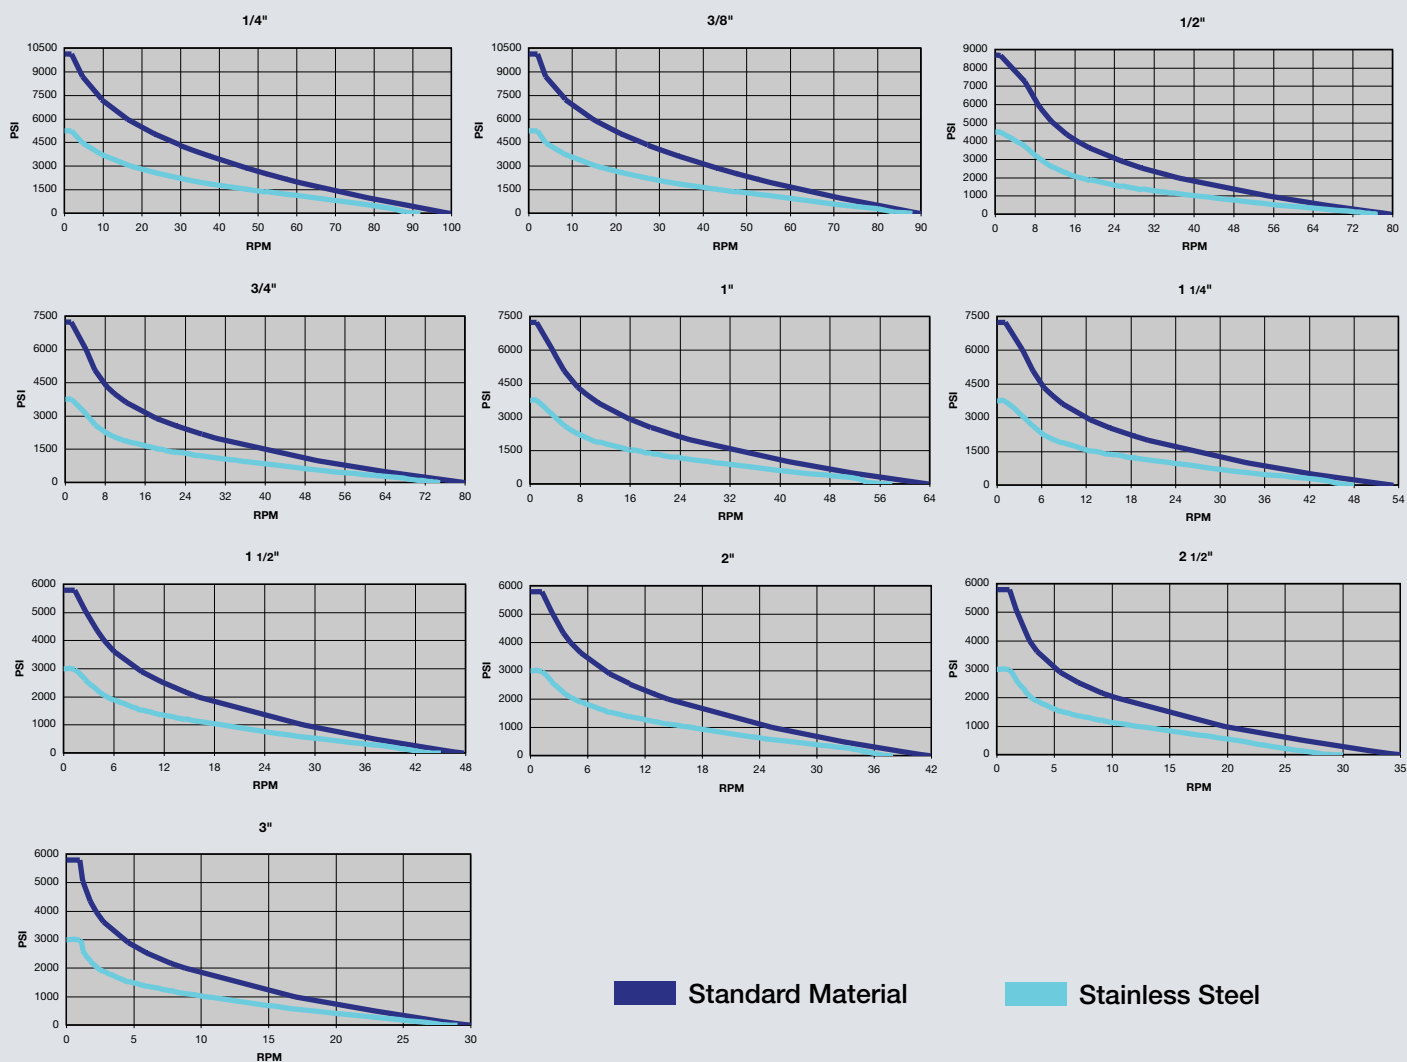 1/4"
10500
9000
7500
6000
4500
3000
1500
0
PSI
0 10 20 30 40 50 60 70 80 90 100
RPM
3/8"
10500
9000
7500
6000
4500
3000
1500
0
PSI
0 10 20 30 40 50 60 70 80 90
RPM
1/2"
9000
8000
7000
6000
5000
4000
3000
2000
1000
0
PSI
0 8 16 24 32 40 48 56 64 72 80
RPM
3/4"
7500
6000
4500
3000
1500
0
PSI
0 8 16 24 32 40 48 56 64 72 80
RPM
1"
7500
6000
4500
3000
1500
0
PSI
0 8 16 24 32 40 48 56 64
RPM
1 1/4"
7500
6000
4500
3000
1500
0
PSI
0 6 12 18 24 30 36 42 48 54
RPM
1 1/2"
6000
5000
4000
3000
2000
1000
0
PSI
0 6 12 18 24 30 36 42 48
RPM
2"
6000
5000
4000
3000
2000
1000
0
PSI
0 6 12 18 24 30 36 42
RPM
2 1/2"
6000
5000
4000
3000
2000
1000
0
PSI
0 5 10 15 20 25 30 35
RPM
3"
6000
5000
4000
3000
2000
1000
0
PSI
0 5 10 15 20 25 30
RPM
Standard Material
Stainless Steel